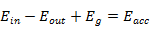 E_in − E_out + E_g = E_acc